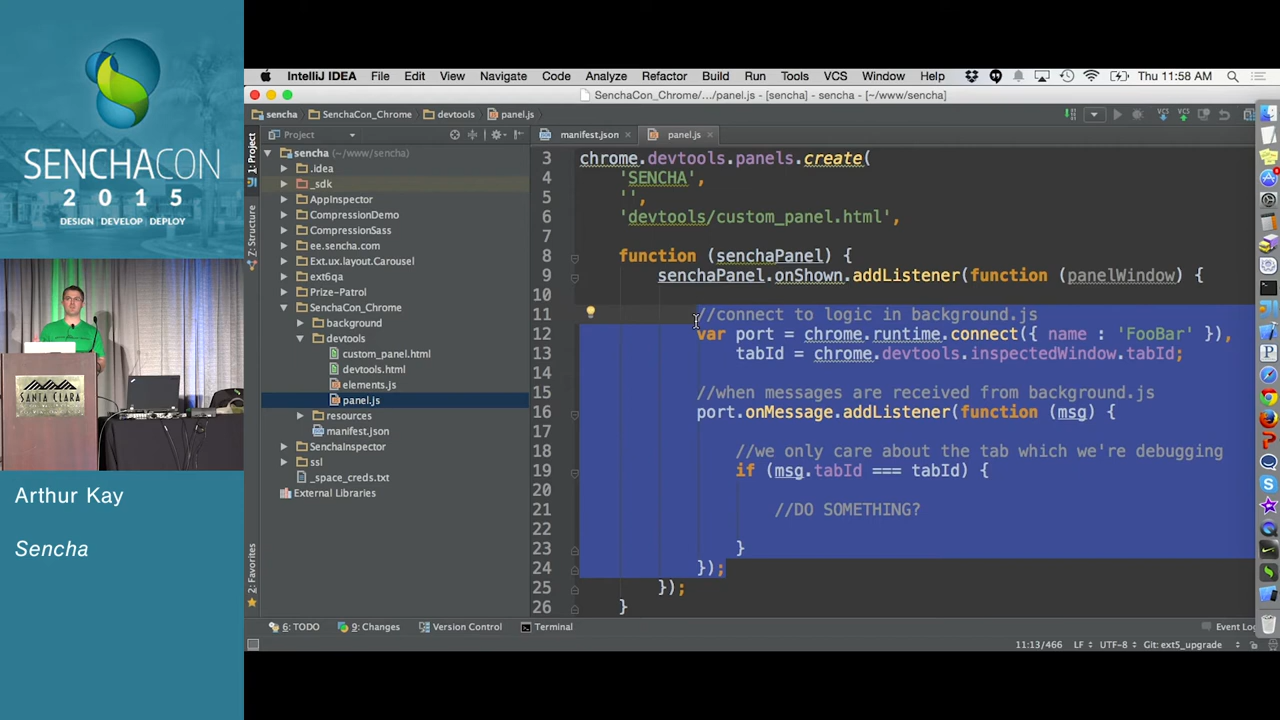 SENCHACON
2015
DESIGN | DEVELOP | DEPLOY
SANTA CLARA
Arthur Kay
Sencha
IntelliJ IDEA File Edit View Navigate Code Analyze Refactor Build Run Tools VCS Window Help Thu 11:58 AM
SenchaCon_Chrome/.../panel.js - [sencha] - sencha - [~/www/sencha]
sencha SenchaCon_Chrome devtools panel.js
1: Project
7: Structure
2: Favorites
Project
sencha (~/www/sencha)
.idea
_sdk
AppInspector
CompressionDemo
CompressionSass
ee.sencha.com
Ext.ux.layout.Carousel
ext6qa
Prize-Patrol
SenchaCon_Chrome
background
devtools
custom_panel.html
devtools.html
elements.js
panel.js
resources
manifest.json
SenchaInspector
ssl
_space_creds.txt
External Libraries
manifest.json panel.js
3 chrome.devtools.panels.create(
4 'SENCHA',
5 '',
6 'devtools/custom_panel.html',
7
8 function (senchaPanel) {
9 senchaPanel.onShown.addListener(function (panelWindow) {
10
11 //connect to logic in background.js
12 var port = chrome.runtime.connect({ name : 'FooBar' }),
13 tabId = chrome.devtools.inspectedWindow.tabId;
14
15 //when messages are received from background.js
16 port.onMessage.addListener(function (msg) {
17
18 //we only care about the tab which we're debugging
19 if (msg.tabId === tabId) {
20
21 //DO SOMETHING?
22
23 }
24 });
25 });
26 }
6: TODO 9: Changes Version Control Terminal Event Log
11:13/466 LF UTF-8 Git: ext5_upgrade